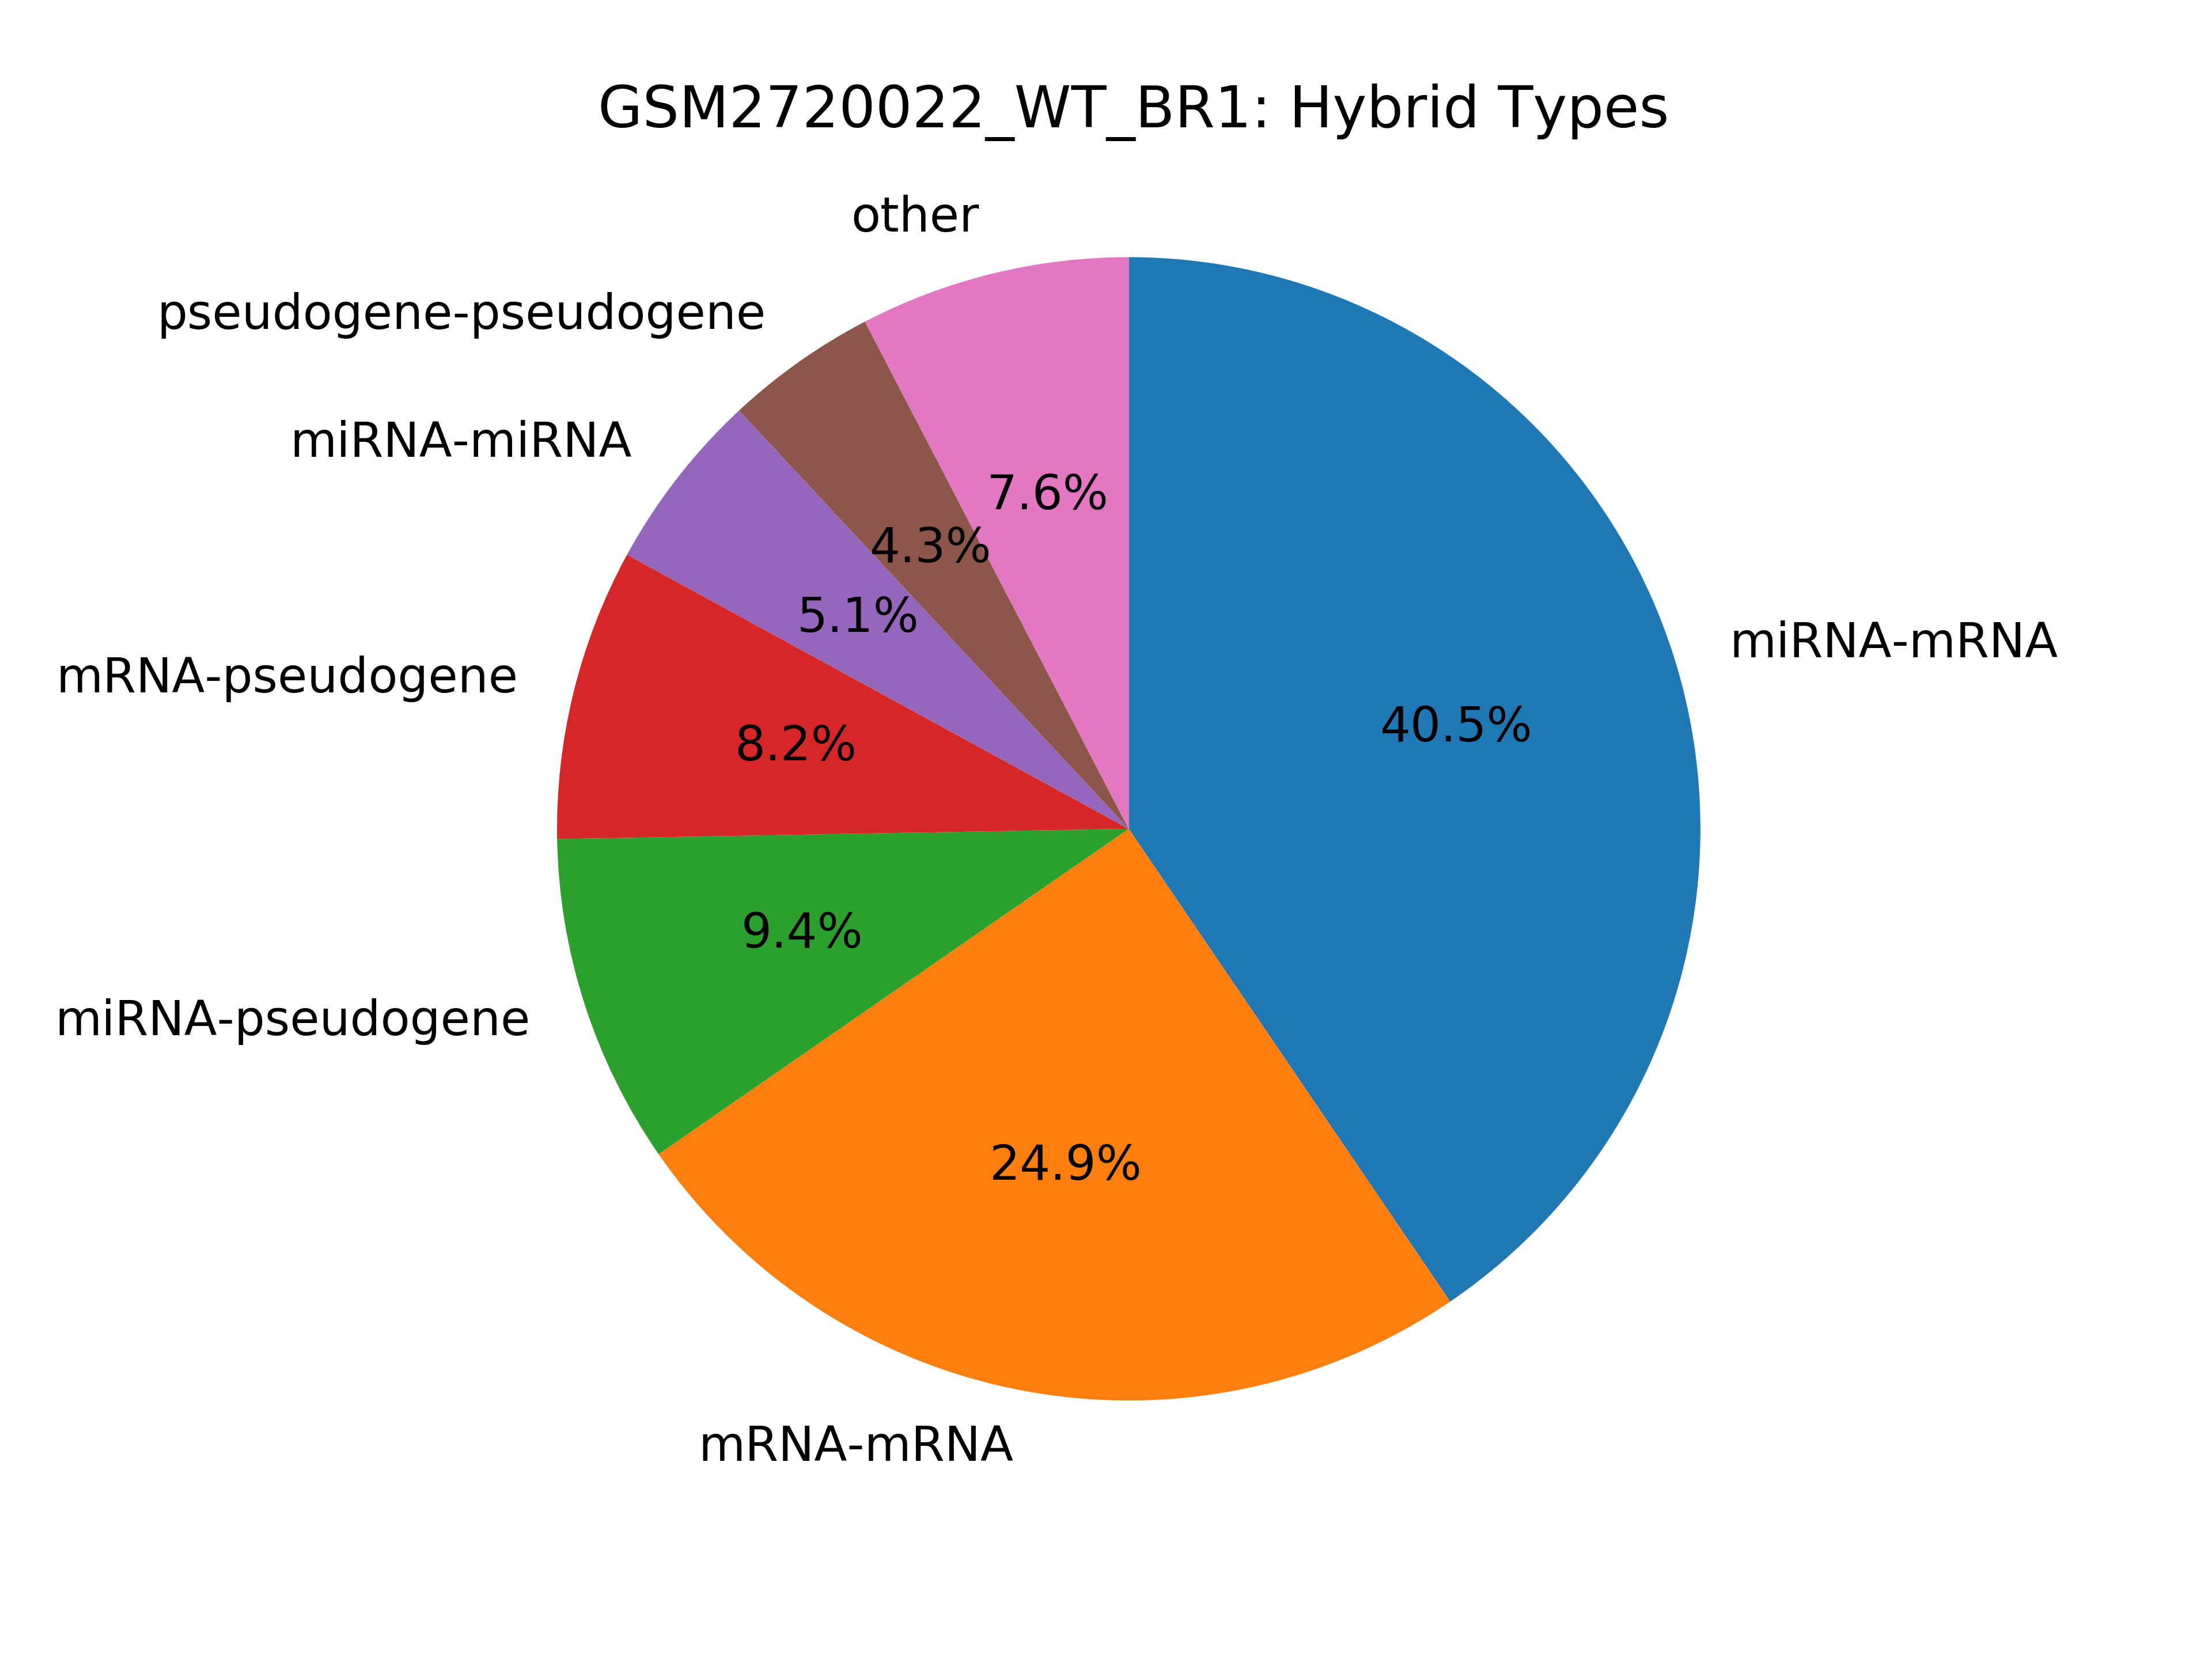 GSM2720022_WT_BR1: Hybrid Types
other
pseudogene-pseudogene
miRNA-miRNA
7.6%
4.3%
5.1%
miRNA-mRNA
mRNA-pseudogene
40.5%
8.2%
9.4%
miRNA-pseudogene
24.9%
mRNA-mRNA